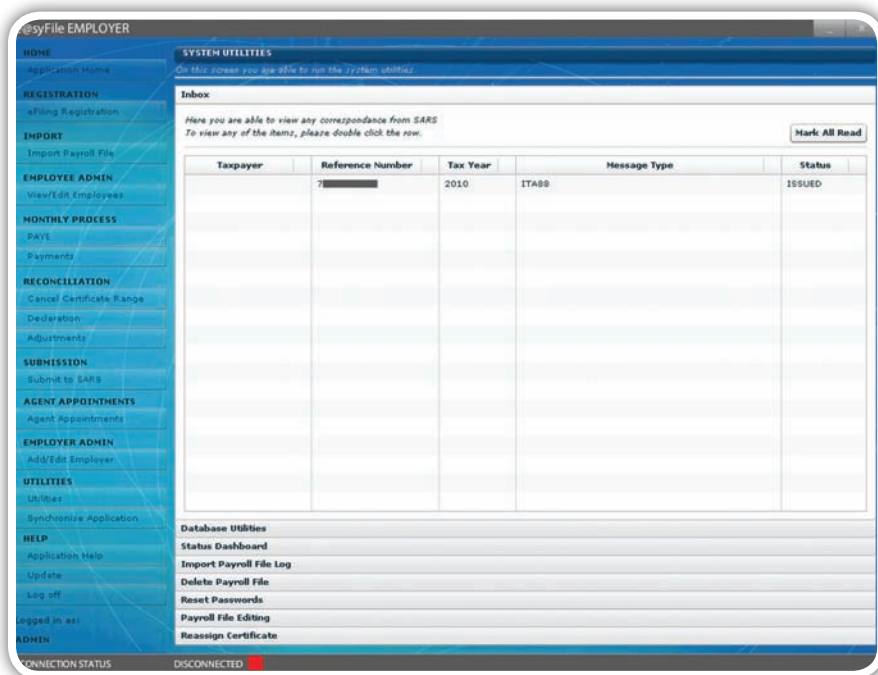 @syFile EMPLOYER
HOME
Application Home
REGISTRATION
eFiling Registration
IMPORT
Import Payroll File
EMPLOYEE ADMIN
View/Edit Employees
MONTHLY PROCESS
PAYE
Payments
RECONCILIATION
Cancel Certificate Range
Declaration
Adjustments
SUBMISSION
Submit to SARS
AGENT APPOINTMENTS
Agent Appointments
EMPLOYER ADMIN
Add/Edit Employer
UTILITIES
Utilities
Synchronise Application
HELP
Application Help
Update
Log off
Logged in as:
ADMIN
SYSTEM UTILITIES
On this screen you are able to run the system utilities
Inbox
Here you are able to view any correspondance from SARS
To view any of the items, please double click the row.
Mark All Read
Taxpayer Reference Number Tax Year Message Type Status
7 2010 ITA88 ISSUED
Database Utilities
Status Dashboard
Import Payroll File Log
Delete Payroll File
Reset Passwords
Payroll File Editing
Reassign Certificate
CONNECTION STATUS DISCONNECTED